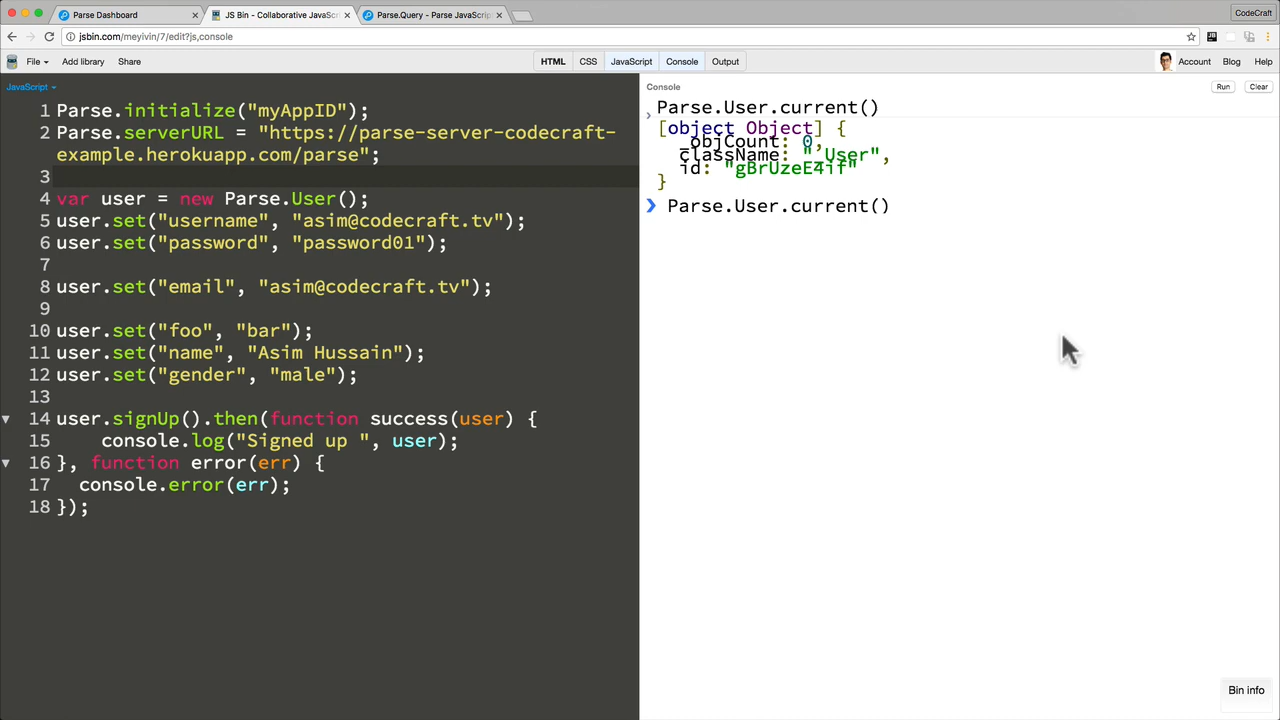 Parse Dashboard
JS Bin - Collaborative JavaScri
Parse.Query - Parse JavaScript
CodeCraft
jsbin.com/meyivin/7/edit?js,console
File
Add library
Share
HTML
CSS
JavaScript
Console
Output
Account
Blog
Help
JavaScript
1 Parse.initialize("myAppID");
2 Parse.serverURL = "https://parse-server-codecraft-
example.herokuapp.com/parse";
3
4 var user = new Parse.User();
5 user.set("username", "asim@codecraft.tv");
6 user.set("password", "password01");
7
8 user.set("email", "asim@codecraft.tv");
9
10 user.set("foo", "bar");
11 user.set("name", "Asim Hussain");
12 user.set("gender", "male");
13
14 user.signUp().then(function success(user) {
15 console.log("Signed up ", user);
16 }, function error(err) {
17 console.error(err);
18 });
Console
Run
Clear
Parse.User.current()
[object Object] {
_objCount: 0,
className: "_User",
id: "gBrUzeE4if"
}
Parse.User.current()
Bin info